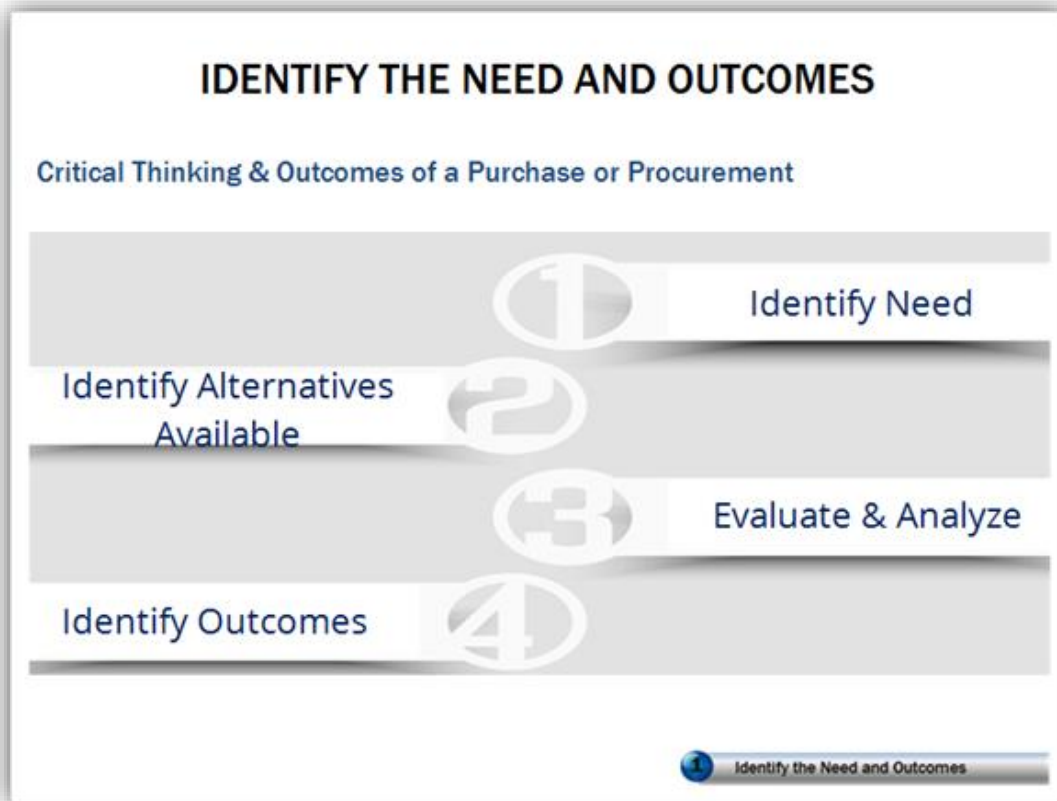 IDENTIFY THE NEED AND OUTCOMES
Critical Thinking & Outcomes of a Purchase or Procurement
1 Identify Need
Identify Alternatives
Available 2
3 Evaluate & Analyze
Identify Outcomes 4
1 Identify the Need and Outcomes